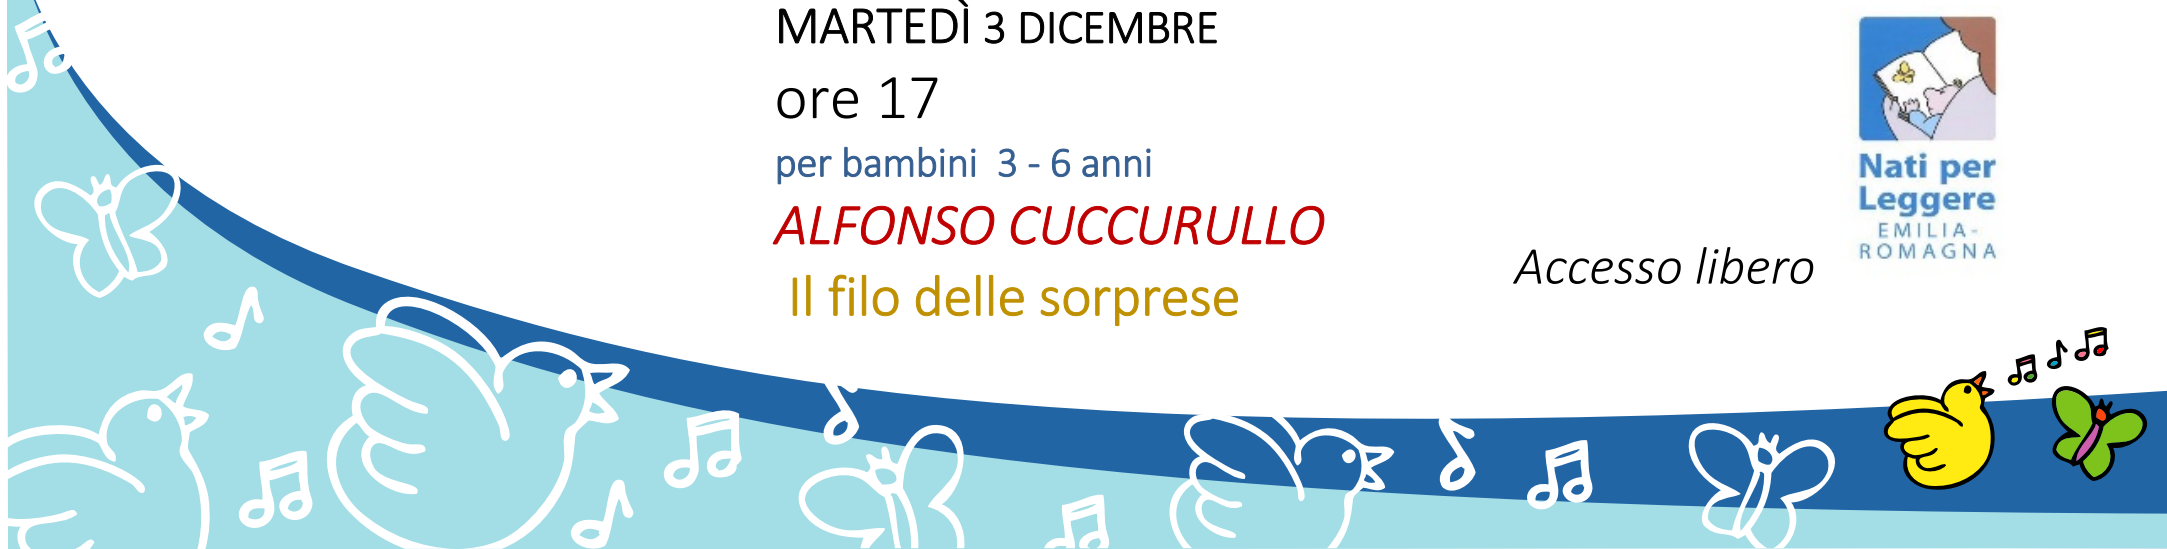 MARTEDÌ 3 DICEMBRE
ore 17
per bambini 3 - 6 anni
ALFONSO CUCCURULLO
Il filo delle sorprese
Accesso libero
Nati per
Leggere
EMILIA-
ROMAGNA